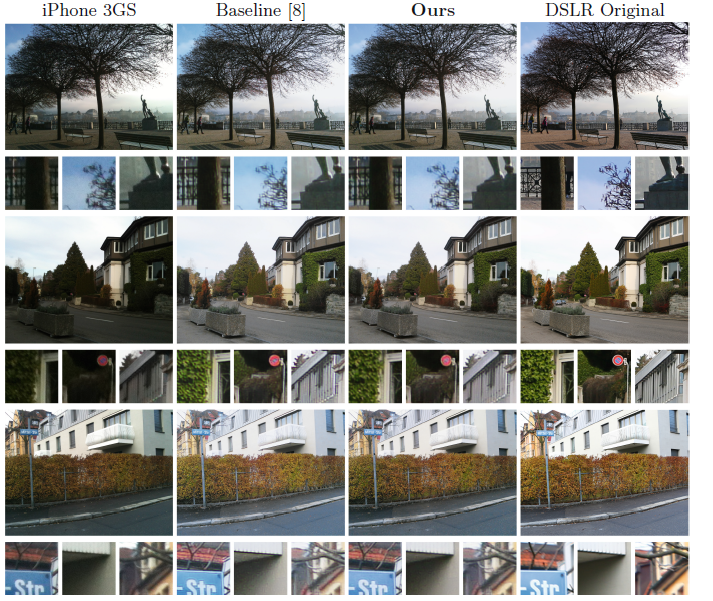 iPhone 3GS
Baseline [8]
Ours
DSLR Original
Str.
-Str.
-Str.
-Str.